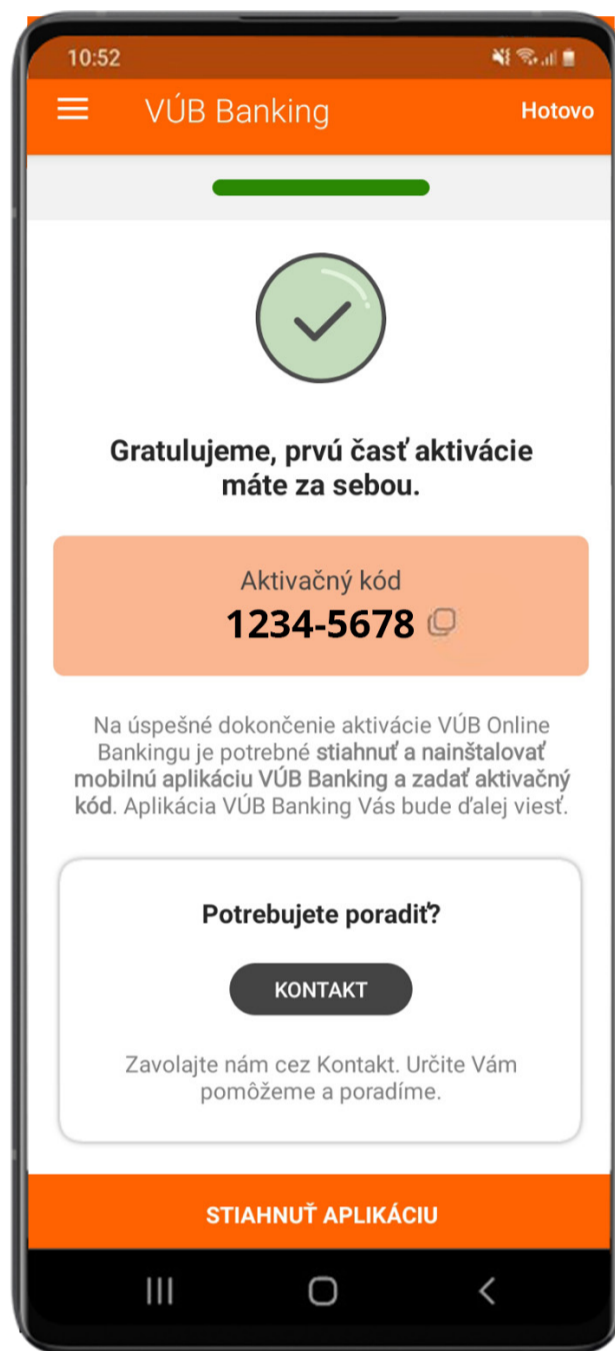 10:52
VÚB Banking
Hotovo
Gratulujeme, prvú časť aktivácie
máte za sebou.
Aktivačný kód
1234-5678
Na úspešné dokončenie aktivácie VÚB Online
Bankingu je potrebné stiahnuť a nainštalovať
mobilnú aplikáciu VÚB Banking a zadať aktivačný
kód. Aplikácia VÚB Banking Vás bude ďalej viesť.
Potrebujete poradiť?
KONTAKT
Zavolajte nám cez Kontakt. Určite Vám
pomôžeme a poradíme.
STIAHNUŤ APLIKÁCIU